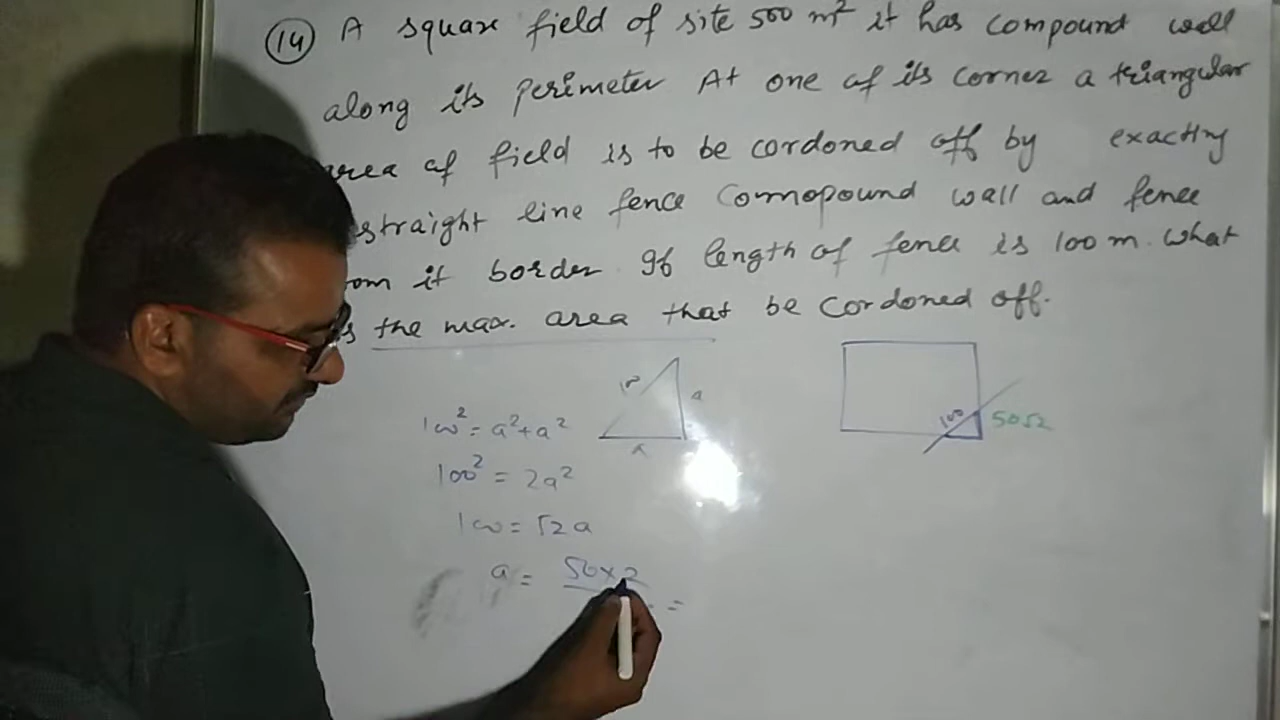 14 A square field of site 500 m² it has compound wall
along its perimeter At one of its corner a triangular
area of field is to be cordoned off by exacting
straight line fence Comopound wall and fence
om it border If length of fence is 100 m. what
s the max. area that be cordoned off.
100
a
a
100² = a² + a²
100² = 2a²
100 = √2 a
a = 50×2
=
100
50√2